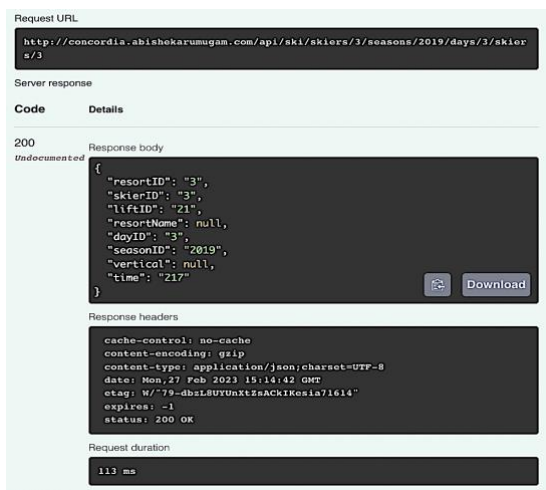 Request URL
http://concordia.abishekarumugam.com/api/ski/skiers/3/seasons/2019/days/3/skier
s/3
Server response
Code Details
200
Undocumented
Response body
{
"resortID": "3",
"skierID": "3",
"liftID": "21",
"resortName": null,
"dayID": "3",
"seasonID": "2019",
"vertical": null,
"time": "217"
}
Download
Response headers
cache-control: no-cache
content-encoding: gzip
content-type: application/json;charset=UTF-8
date: Mon,27 Feb 2023 15:14:42 GMT
etag: W/"79-dbzL8UYUnXtZsACkIKesia71614"
expires: -1
status: 200 OK
Request duration
113 ms